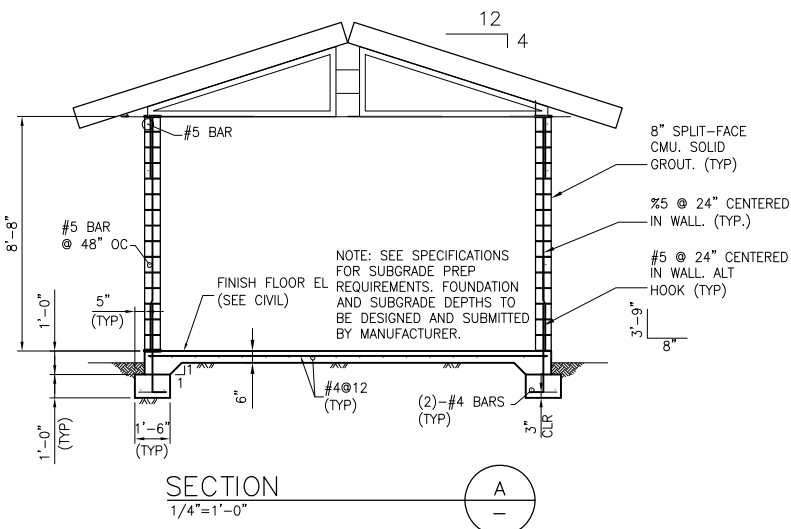 12
4
#5 BAR
8" SPLIT-FACE
CMU. SOLID
GROUT. (TYP)
%5 @ 24" CENTERED
IN WALL. (TYP.)
#5 @ 24" CENTERED
IN WALL. ALT
HOOK (TYP)
3'-9"
8"
8'-8"
#5 BAR
@ 48" OC
NOTE: SEE SPECIFICATIONS
FOR SUBGRADE PREP
REQUIREMENTS. FOUNDATION
AND SUBGRADE DEPTHS TO
BE DESIGNED AND SUBMITTED
BY MANUFACTURER.
FINISH FLOOR EL
(SEE CIVIL)
5"
(TYP)
1'-0"
1
1
6"
#4@12
(TYP)
(2)-#4 BARS
(TYP)
3"
CLR
1'-0"
(TYP)
1'-6"
(TYP)
SECTION
1/4"=1'-0"
A
–